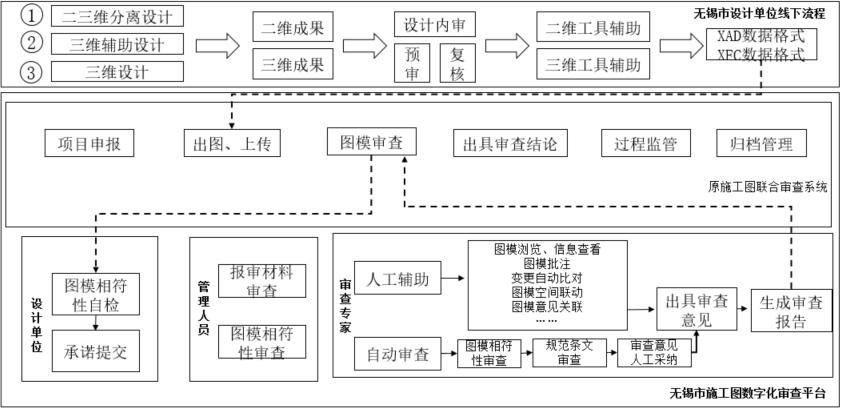 无锡市设计单位线下流程
① 二三维分离设计
② 三维辅助设计
③ 三维设计
二维成果
三维成果
设计内审
预审
复核
二维工具辅助
三维工具辅助
XAD数据格式
XFC数据格式
项目申报
出图、上传
图模审查
出具审查结论
过程监管
归档管理
原施工图联合审查系统
设计单位
图模相符
性自检
承诺提交
管理人员
报审材料
审查
图模相符
性审查
审查专家
人工辅助
图模浏览、信息查看
图模批注
变更自动比对
图模空间联动
图模意见关联
……
自动审查
图模相符
性审查
规范条文
审查
审查意见
人工采纳
出具审查
意见
生成审查
报告
无锡市施工图数字化审查平台